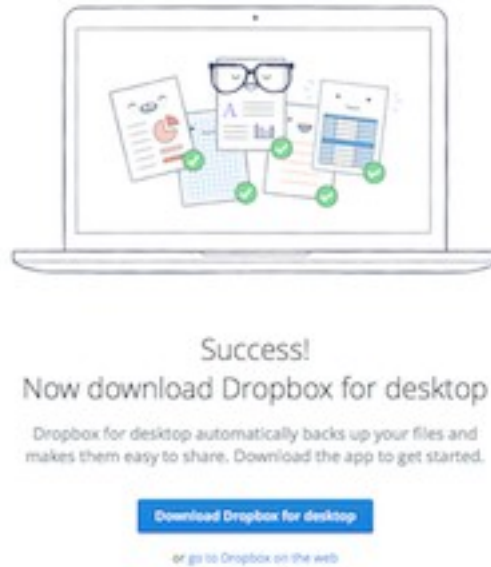 A
Success!
Now download Dropbox for desktop
Dropbox for desktop automatically backs up your files and
makes them easy to share. Download the app to get started.
Download Dropbox for desktop
or go to Dropbox on the web